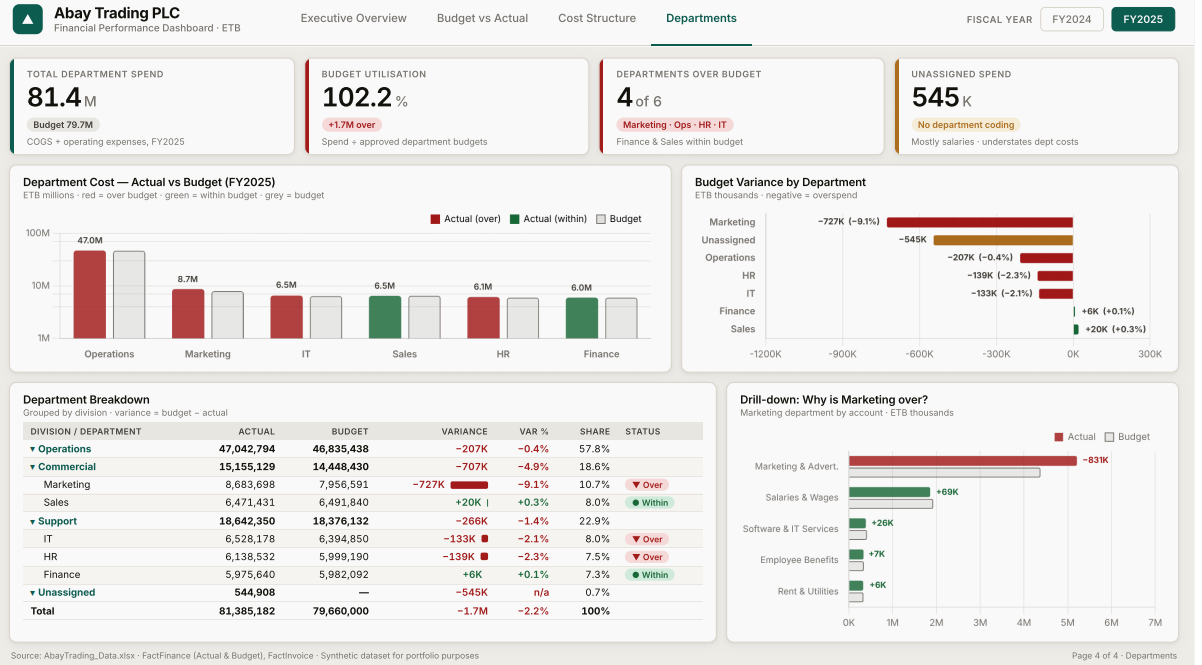 Abay Trading PLC
Financial Performance Dashboard · ETB
Executive Overview
Budget vs Actual
Cost Structure
Departments
FISCAL YEAR
FY2024
FY2025
TOTAL DEPARTMENT SPEND
81.4 M
Budget 79.7M
COGS + operating expenses, FY2025
BUDGET UTILISATION
102.2 %
+1.7M over
Spend ÷ approved department budgets
DEPARTMENTS OVER BUDGET
4 of 6
Marketing · Ops · HR · IT
Finance & Sales within budget
UNASSIGNED SPEND
545 K
No department coding
Mostly salaries · understates dept costs
Department Cost — Actual vs Budget (FY2025)
ETB millions · red = over budget · green = within budget · grey = budget
Actual (over)
Actual (within)
Budget
100M
10M
1M
47.0M
8.7M
6.5M
6.5M
6.1M
6.0M
Operations
Marketing
IT
Sales
HR
Finance
Budget Variance by Department
ETB thousands · negative = overspend
Marketing −727K (−9.1%)
Unassigned −545K
Operations −207K (−0.4%)
HR −139K (−2.3%)
IT −133K (−2.1%)
Finance +6K (+0.1%)
Sales +20K (+0.3%)
-1200K -900K -600K -300K 0K 300K
Department Breakdown
Grouped by division · variance = budget − actual
DIVISION / DEPARTMENT ACTUAL BUDGET VARIANCE VAR % SHARE STATUS
▾ Operations 47,042,794 46,835,438 −207K −0.4% 57.8%
▾ Commercial 15,155,129 14,448,430 −707K −4.9% 18.6%
Marketing 8,683,698 7,956,591 −727K −9.1% 10.7% ▼ Over
Sales 6,471,431 6,491,840 +20K +0.3% 8.0% ● Within
▾ Support 18,642,350 18,376,132 −266K −1.4% 22.9%
IT 6,528,178 6,394,850 −133K −2.1% 8.0% ▼ Over
HR 6,138,532 5,999,190 −139K −2.3% 7.5% ▼ Over
Finance 5,975,640 5,982,092 +6K +0.1% 7.3% ● Within
▾ Unassigned 544,908 — −545K n/a 0.7%
Total 81,385,182 79,660,000 −1.7M −2.2% 100%
Drill-down: Why is Marketing over?
Marketing department by account · ETB thousands
Actual
Budget
Marketing & Advert. −831K
Salaries & Wages +69K
Software & IT Services +26K
Employee Benefits +7K
Rent & Utilities +6K
0K 1M 2M 3M 4M 5M 6M 7M
Source: AbayTrading_Data.xlsx · FactFinance (Actual & Budget), FactInvoice · Synthetic dataset for portfolio purposes
Page 4 of 4 · Departments